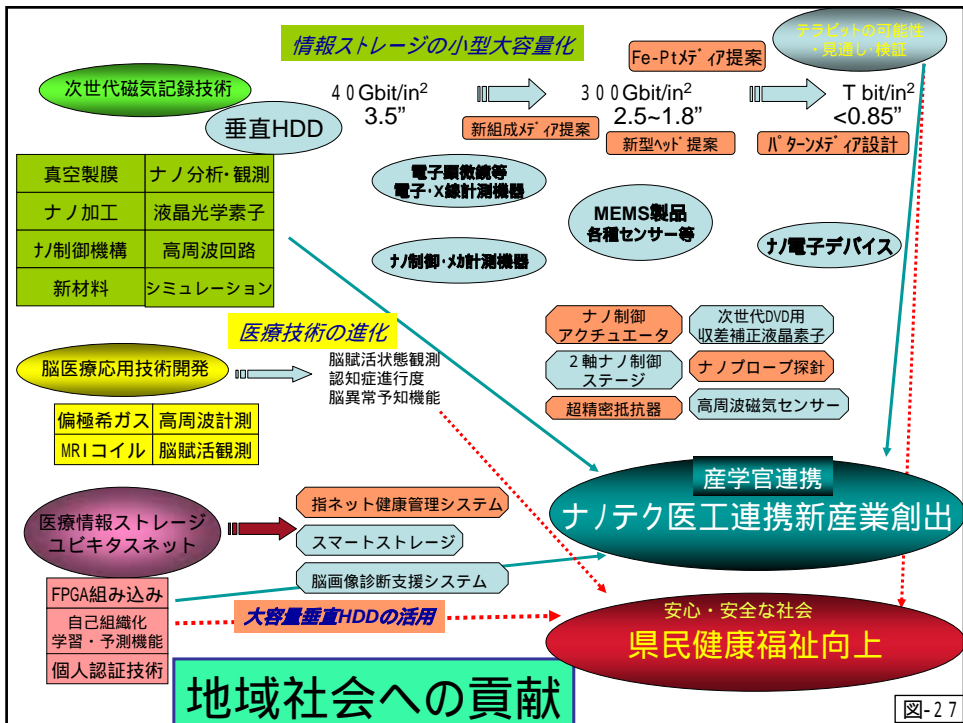 情報ストレージの小型大容量化
テラビットの可能性
・見通し・検証
Fe-Ptメディア提案
次世代磁気記録技術
垂直HDD
40Gbit/in²
3.5”
300Gbit/in²
2.5~1.8”
T bit/in²
<0.85”
新組成メディア提案
新型ヘッド提案
パターンメディア設計
真空製膜
ナノ分析・観測
ナノ加工
液晶光学素子
ナノ制御機構
高周波回路
新材料
シミュレーション
電子顕微鏡等
電子・X線計測機器
MEMS製品
各種センサー等
ナノ制御・メカ計測機器
ナノ電子デバイス
医療技術の進化
脳医療応用技術開発
脳賦活状態観測
認知症進行度
脳異常予知機能
偏極希ガス
高周波計測
MRIコイル
脳賦活観測
ナノ制御
アクチュエータ
次世代DVD用
収差補正液晶素子
2軸ナノ制御
ステージ
ナノプローブ探針
超精密抵抗器
高周波磁気センサー
産学官連携
ナノテク医工連携新産業創出
医療情報ストレージ
ユビキタスネット
指ネット健康管理システム
スマートストレージ
脳画像診断支援システム
FPGA組み込み
自己組織化
学習・予測機能
個人認証技術
大容量垂直HDDの活用
安心・安全な社会
県民健康福祉向上
地域社会への貢献
図-27